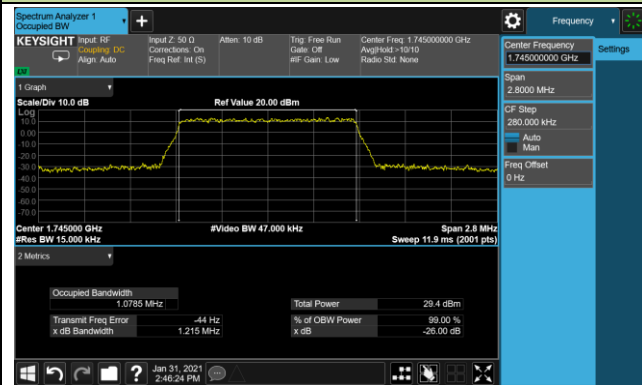 Spectrum Analyzer 1
Occupied BW
Frequency
KEYSIGHT
Input: RF
Coupling: DC
Align: Auto
Input Z: 50 Ω
Corrections: On
Freq Ref: Int (S)
Atten: 10 dB
Trig: Free Run
Gate: Off
#IF Gain: Low
Center Freq: 1.745000000 GHz
Avg|Hold:>10/10
Radio Std: None
Center Frequency
1.745000000 GHz
Settings
Span
2.8000 MHz
CF Step
280.000 kHz
Auto
Man
Freq Offset
0 Hz
1 Graph
Scale/Div 10.0 dB
Ref Value 20.00 dBm
Log
10.0
0.00
-10.0
-20.0
-30.0
-40.0
-50.0
-60.0
-70.0
Center 1.745000 GHz
#Video BW 47.000 kHz
Span 2.8 MHz
#Res BW 15.000 kHz
Sweep 11.9 ms (2001 pts)
2 Metrics
Occupied Bandwidth
1.0785 MHz
Total Power 29.4 dBm
Transmit Freq Error -44 Hz
% of OBW Power 99.00 %
x dB Bandwidth 1.215 MHz
x dB -26.00 dB
?
Jan 31, 2021
2:46:24 PM